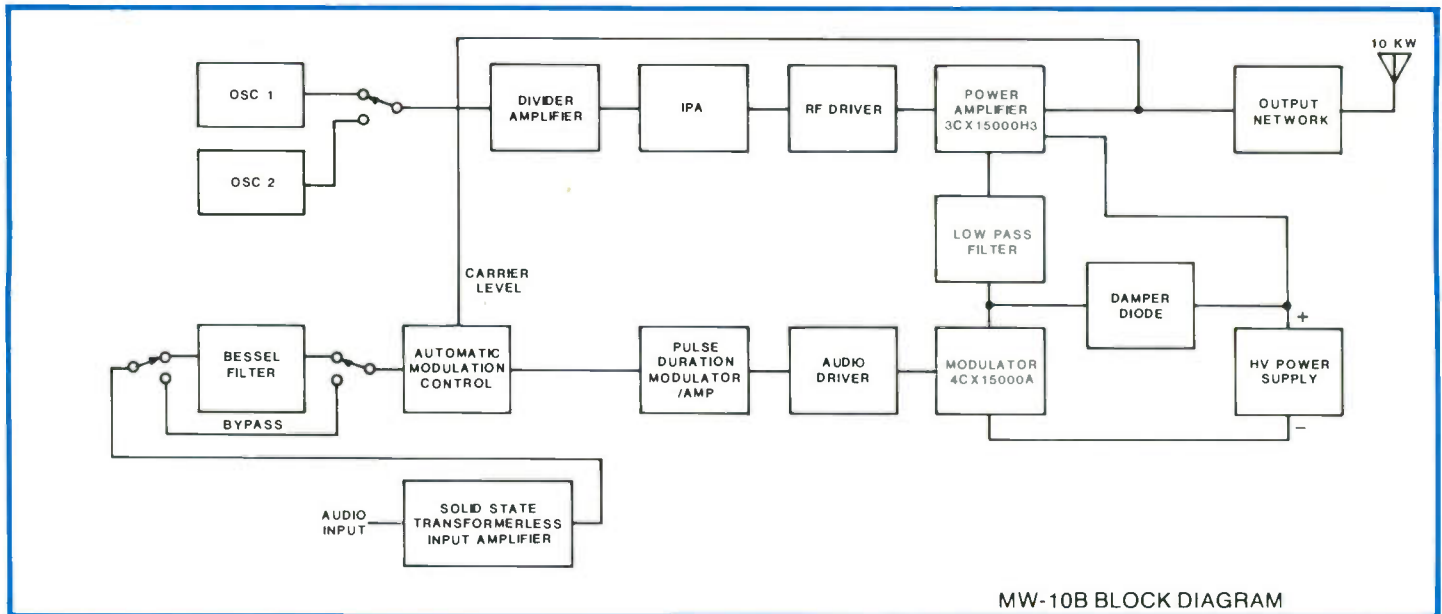 OSC 1
OSC 2
DIVIDER
AMPLIFIER
IPA
RF DRIVER
POWER
AMPLIFIER
3CX15000H3
OUTPUT
NETWORK
10 KW
LOW PASS
FILTER
CARRIER
LEVEL
DAMPER
DIODE
+
BESSEL
FILTER
BYPASS
AUTOMATIC
MODULATION
CONTROL
PULSE
DURATION
MODULATOR
/AMP
AUDIO
DRIVER
MODULATOR
4CX15000A
HV POWER
SUPPLY
−
AUDIO
INPUT
SOLID STATE
TRANSFORMERLESS
INPUT AMPLIFIER
MW-10B BLOCK DIAGRAM